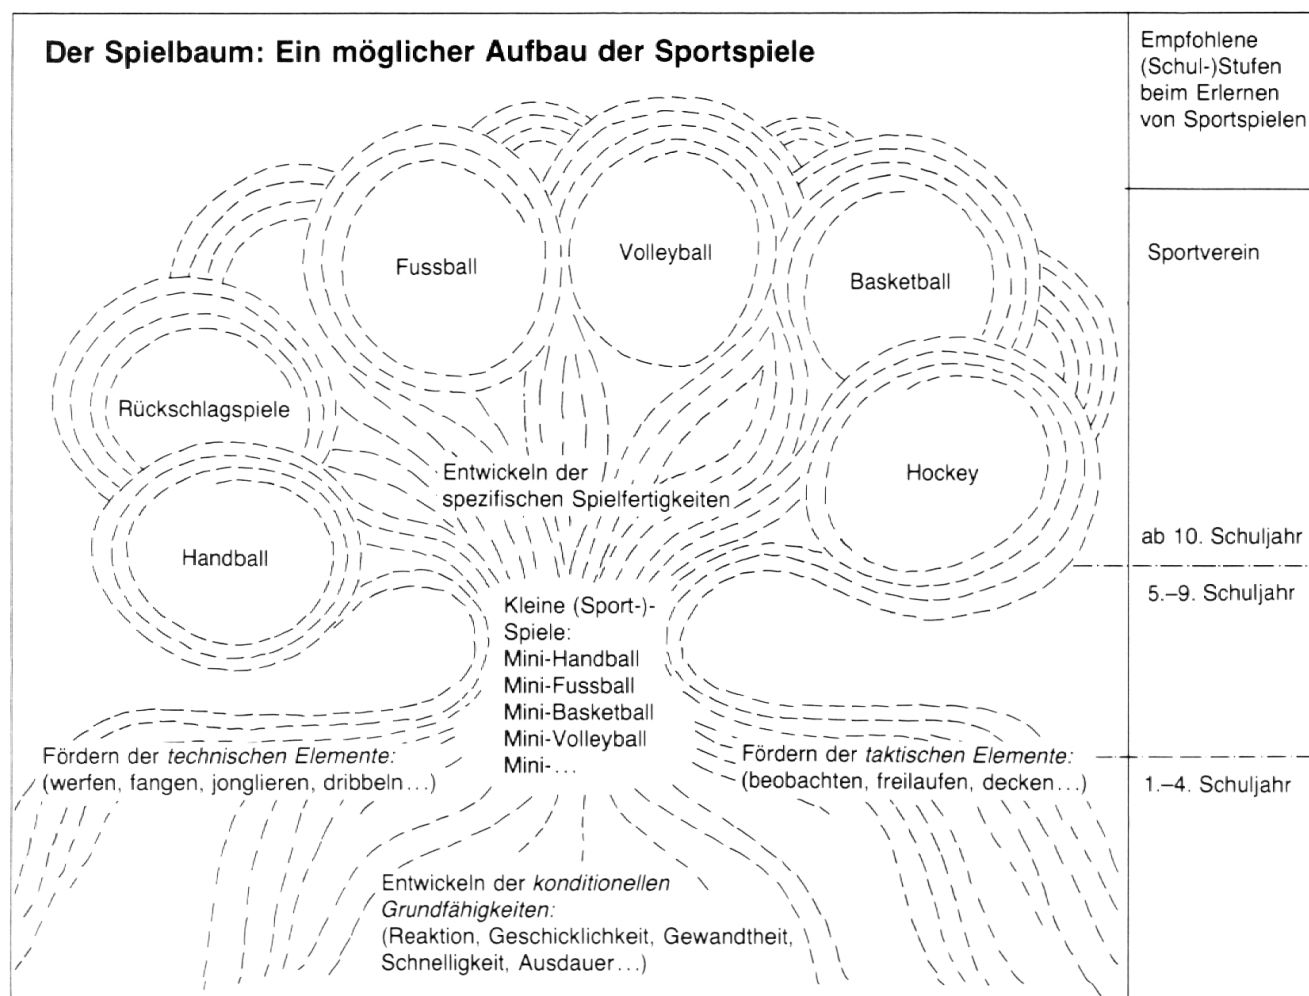 Der Spielbaum: Ein möglicher Aufbau der Sportspiele
Empfohlene
(Schul-)Stufen
beim Erlernen
von Sportspielen
Fussball
Volleyball
Basketball
Sportverein
Rückschlagspiele
Entwickeln der
spezifischen Spielfertigkeiten
Hockey
Handball
ab 10. Schuljahr
5.–9. Schuljahr
Kleine (Sport-)-
Spiele:
Mini-Handball
Mini-Fussball
Mini-Basketball
Mini-Volleyball
Mini-...
Fördern der technischen Elemente:
(werfen, fangen, jonglieren, dribbeln...)
Fördern der taktischen Elemente:
(beobachten, freilaufen, decken...)
1.–4. Schuljahr
Entwickeln der konditionellen
Grundfähigkeiten:
(Reaktion, Geschicklichkeit, Gewandtheit,
Schnelligkeit, Ausdauer...)